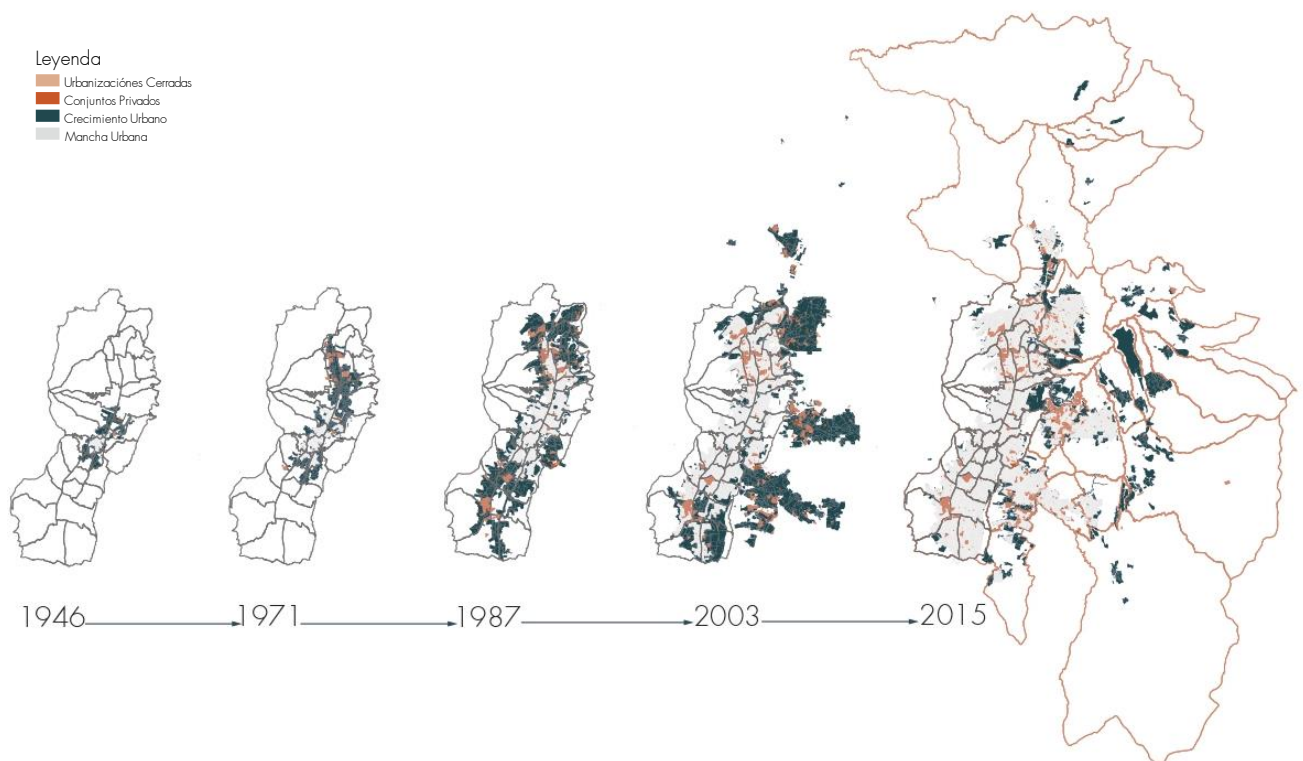 Leyenda
Urbanizaciónes Cerradas
Conjuntos Privados
Crecimiento Urbano
Mancha Urbana
1946
1971
1987
2003
2015